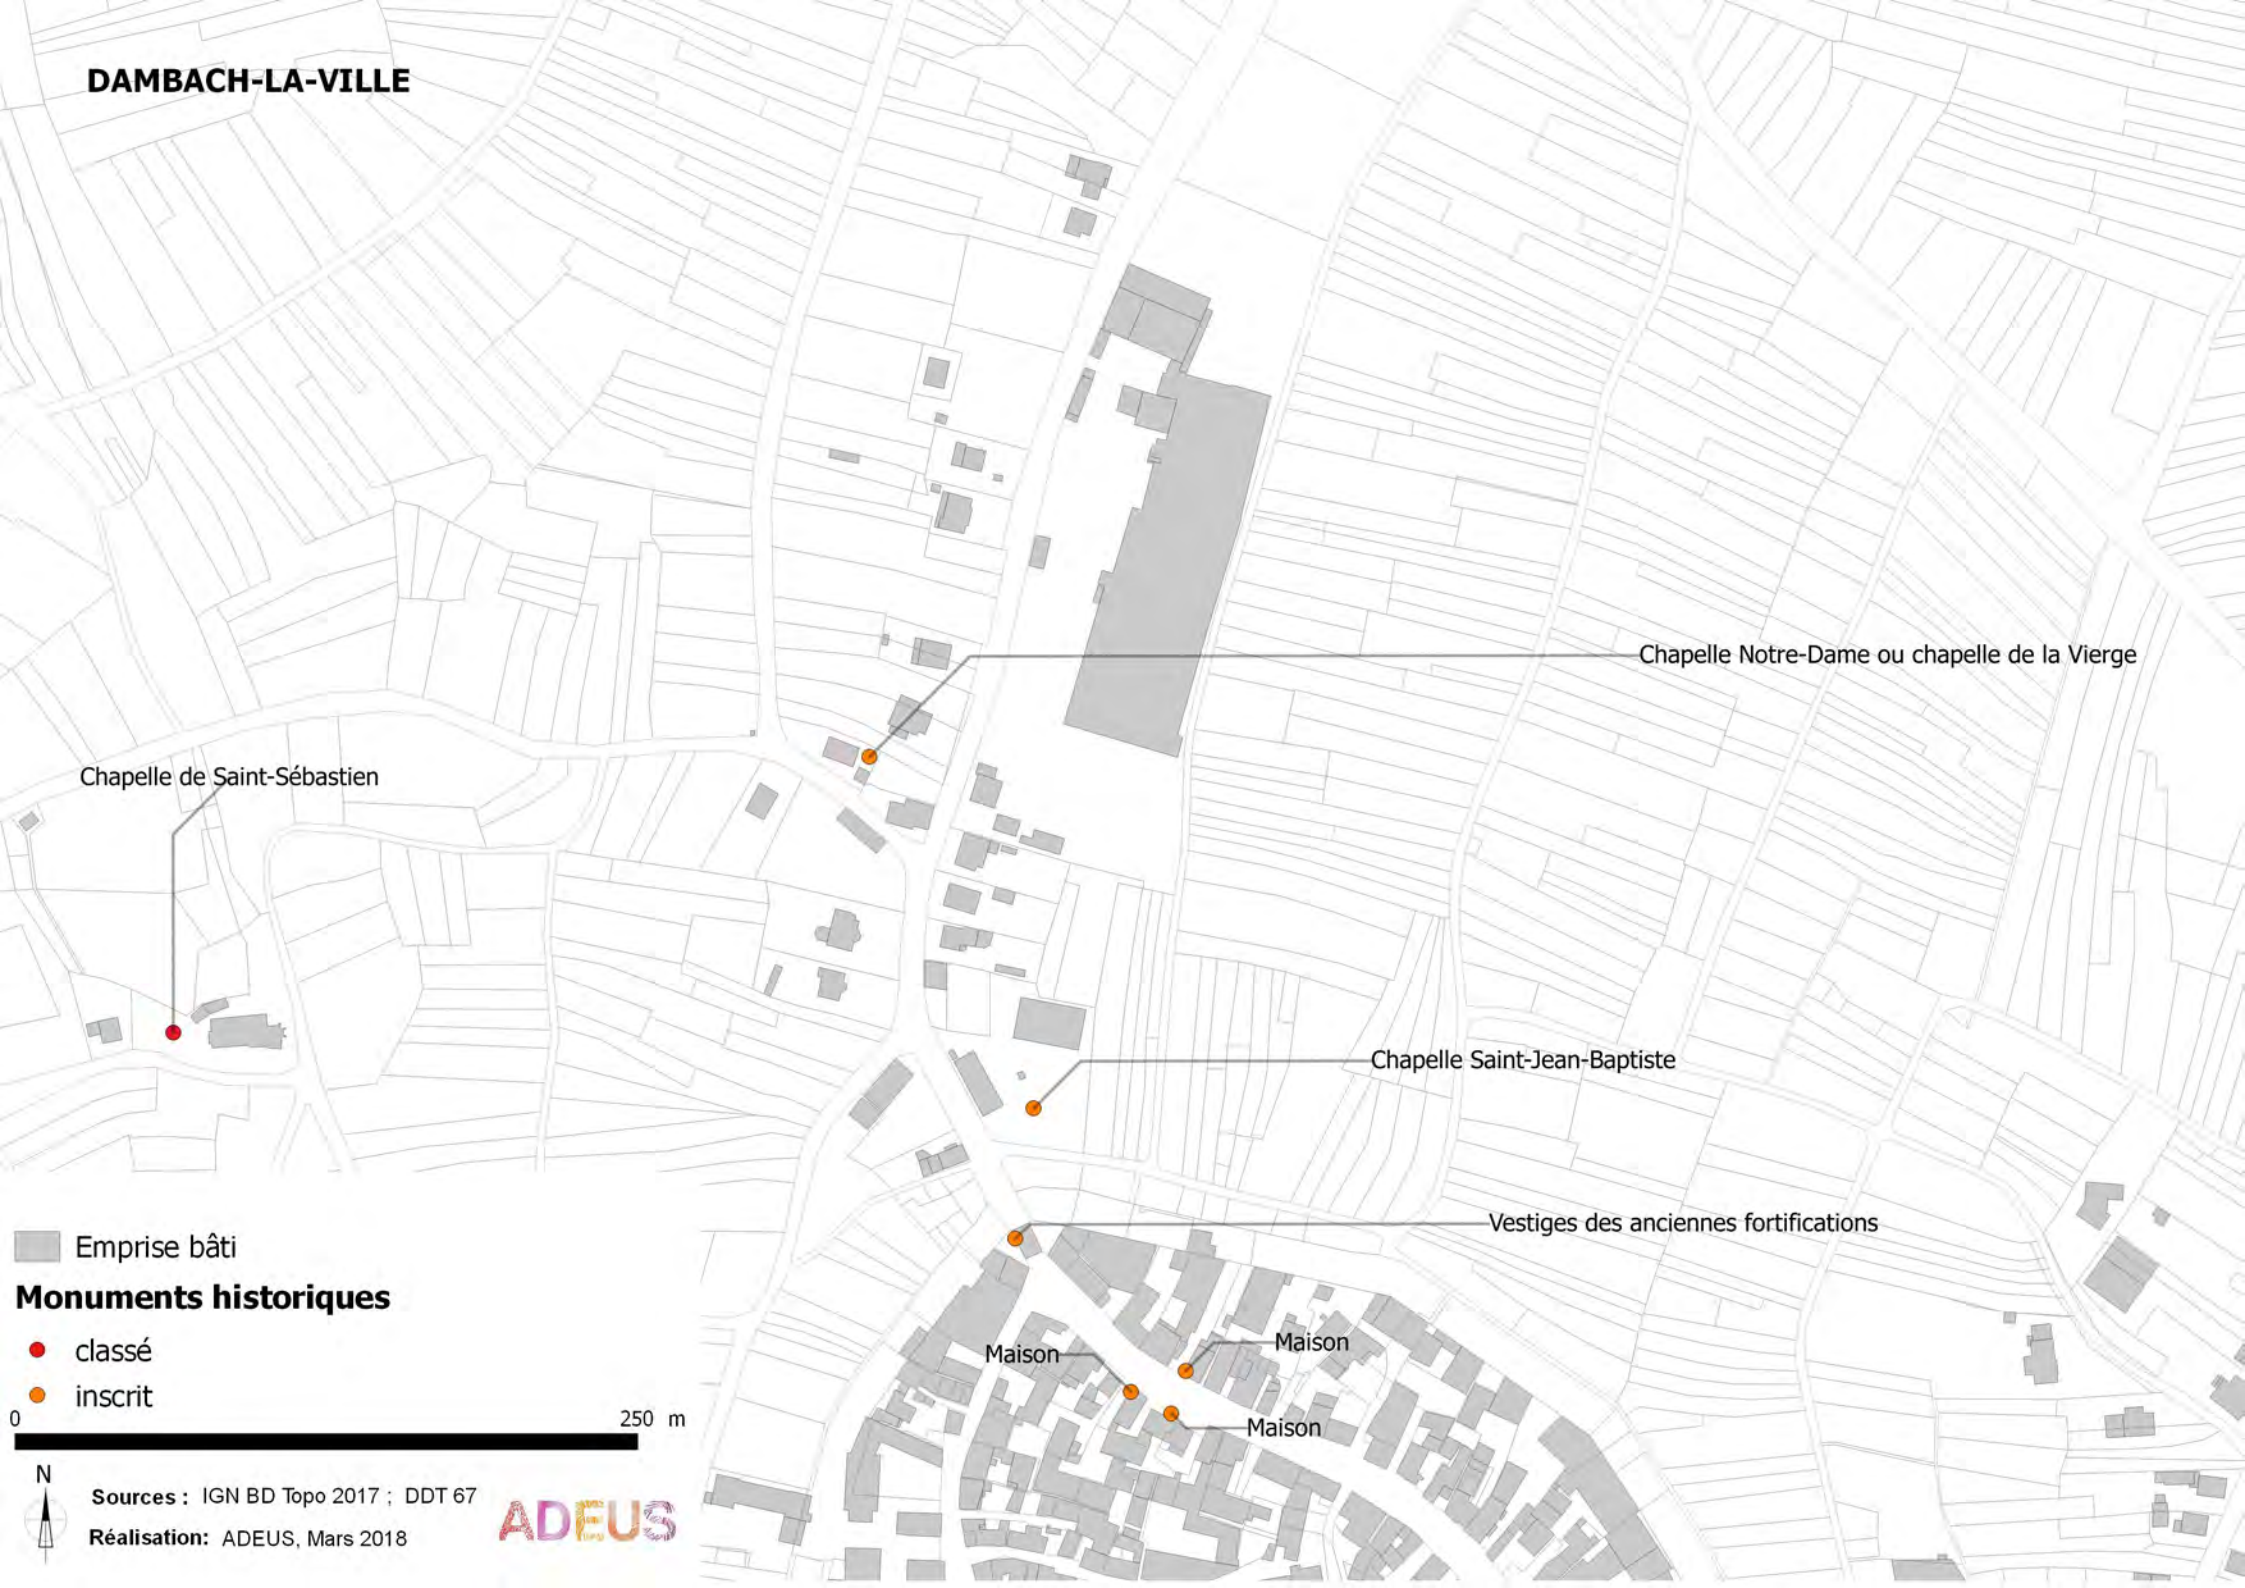 DAMBACH-LA-VILLE
Chapelle Notre-Dame ou chapelle de la Vierge
Chapelle de Saint-Sébastien
Chapelle Saint-Jean-Baptiste
Vestiges des anciennes fortifications
Maison
Maison
Maison
Emprise bâti
Monuments historiques
classé
inscrit
0 250 m
N
Sources : IGN BD Topo 2017 ; DDT 67
Réalisation: ADEUS, Mars 2018
ADEUS